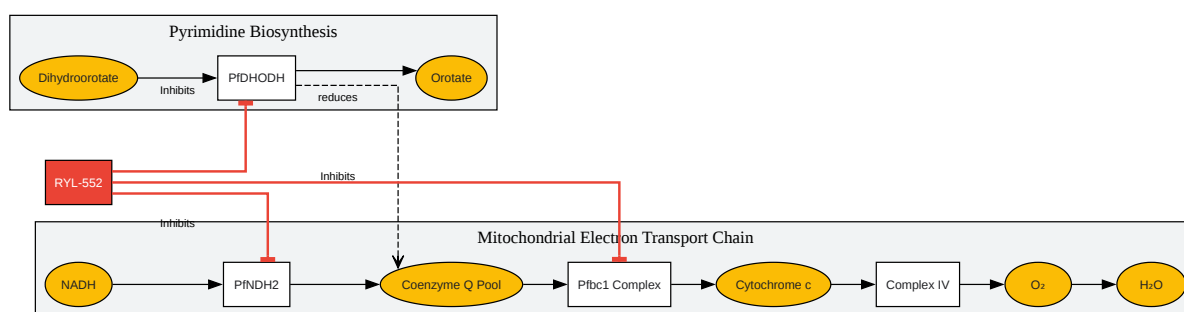 Pyrimidine Biosynthesis
Dihydroorotate
PfDHODH
Orotate
Inhibits
reduces
RYL-552
Inhibits
Inhibits
Mitochondrial Electron Transport Chain
NADH
PfNDH2
Coenzyme Q Pool
Pfbc1 Complex
Cytochrome c
Complex IV
O₂
H₂O